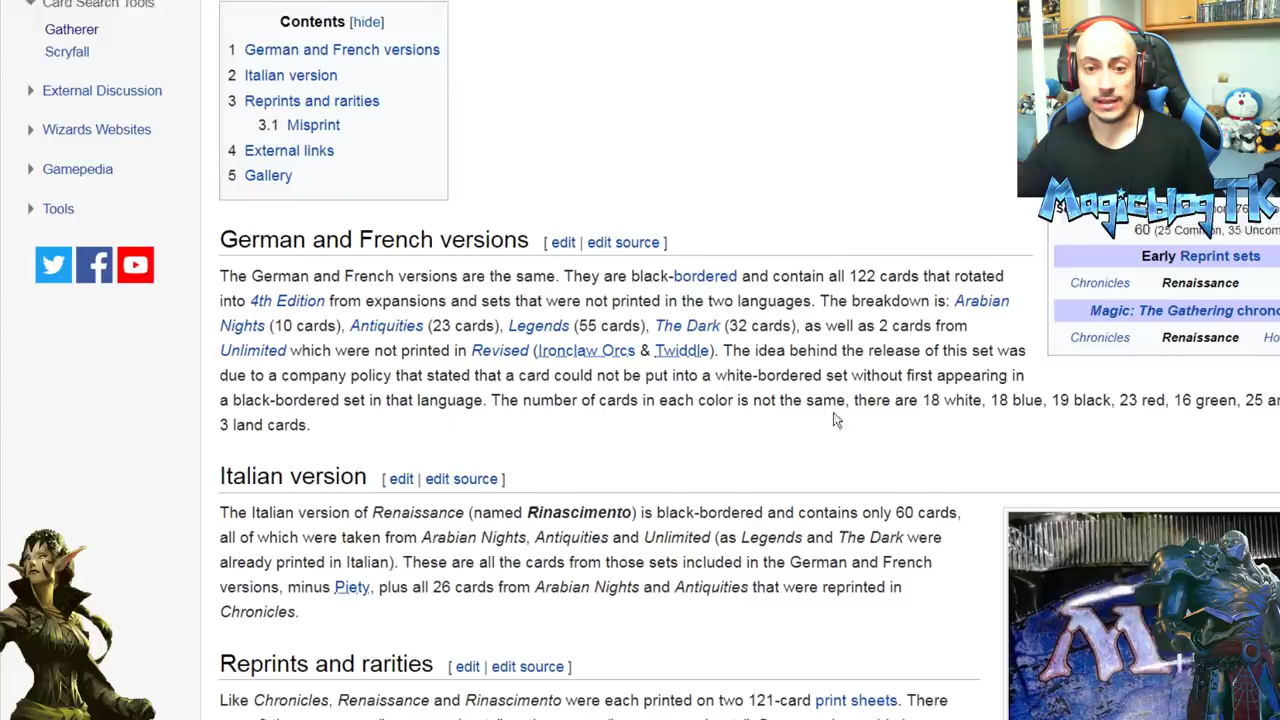 Card Search Tools
Gatherer
Scryfall
External Discussion
Wizards Websites
Gamepedia
Tools
Contents [hide]
1 German and French versions
2 Italian version
3 Reprints and rarities
3.1 Misprint
4 External links
5 Gallery
MagicblogTK
60 (25 Common, 35 Uncom
Early Reprint sets
Chronicles Renaissance
Magic: The Gathering chrono
Chronicles Renaissance Ho
German and French versions [ edit | edit source ]
The German and French versions are the same. They are black-bordered and contain all 122 cards that rotated
into 4th Edition from expansions and sets that were not printed in the two languages. The breakdown is: Arabian
Nights (10 cards), Antiquities (23 cards), Legends (55 cards), The Dark (32 cards), as well as 2 cards from
Unlimited which were not printed in Revised (Ironclaw Orcs & Twiddle). The idea behind the release of this set was
due to a company policy that stated that a card could not be put into a white-bordered set without first appearing in
a black-bordered set in that language. The number of cards in each color is not the same, there are 18 white, 18 blue, 19 black, 23 red, 16 green, 25 ar
3 land cards.
Italian version [ edit | edit source ]
The Italian version of Renaissance (named Rinascimento) is black-bordered and contains only 60 cards,
all of which were taken from Arabian Nights, Antiquities and Unlimited (as Legends and The Dark were
already printed in Italian). These are all the cards from those sets included in the German and French
versions, minus Piety, plus all 26 cards from Arabian Nights and Antiquities that were reprinted in
Chronicles.
Reprints and rarities [ edit | edit source ]
Like Chronicles, Renaissance and Rinascimento were each printed on two 121-card print sheets. There